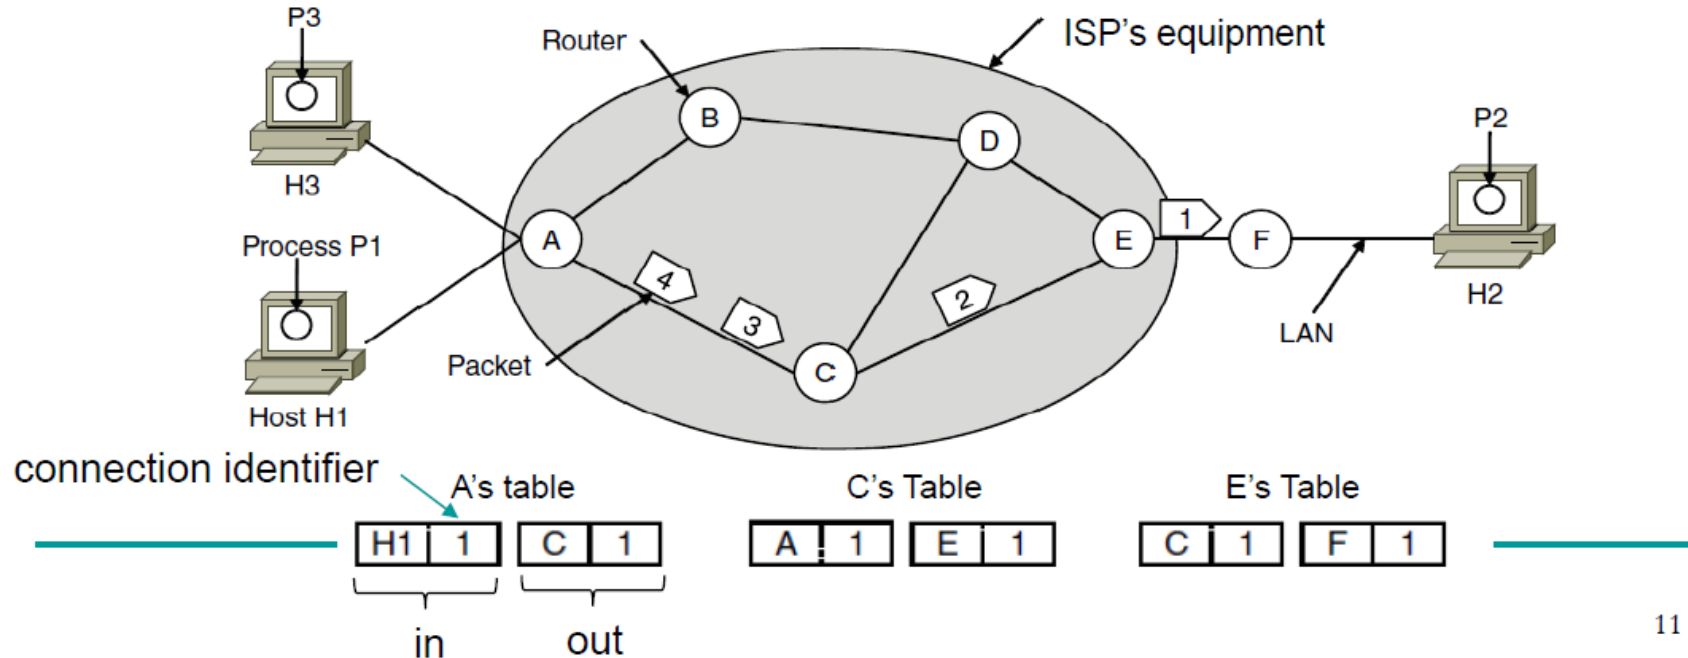 P3
Router
ISP's equipment
B
D
P2
H3
Process P1
A
4
3
2
E
1
F
H2
LAN
C
Packet
Host H1
connection identifier
A's table
C's Table
E's Table
H1 1 C 1
A 1 E 1
C 1 F 1
in
out
11